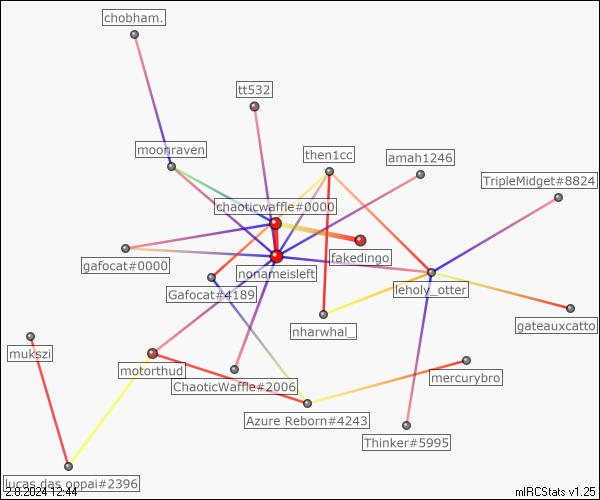 chobham.
tt532
moonraven
then1cc
amah1246
TripleMidget#8824
chaoticwaffle#0000
fakedingo
gafocat#0000
nonameisleft
Gafocat#4189
leholy_otter
nharwhal_
gateauxcatto
mukszi
motorthud
ChaoticWaffle#2006
mercurybro
Azure Reborn#4243
Thinker#5995
lucas das oppai#2396
2.8.2024 12:44
mIRCStats v1.25